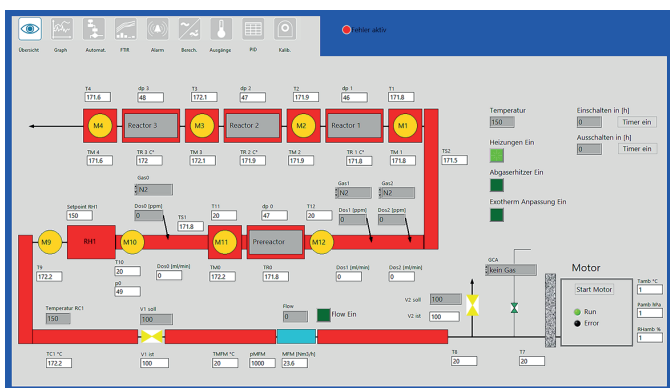 Fehler aktiv
Übersicht Graph Automat. FTIR Alarm Berech. Ausgänge PID Kalib.
T4 dp 3 T3 dp 2 T2 dp 1 T1
171.6 48 172.1 47 171.9 46 171.8
M4 Reactor 3 M3 Reactor 2 M2 Reactor 1 M1
TM 4 TR 3 C° TM 3 TR 2 C° TM 2 TR 1 C° TM 1
171.6 172 172.1 171.9 171.9 171.8 171.8
TS2
171.5
Temperatur
150
Heizungen Ein
Abgaserhitzer Ein
Exotherm Anpassung Ein
Einschalten in [h]
0 Timer ein
Ausschalten in [h]
0 Timer ein
Gas0
N2
Gas1 Gas2
N2 N2
Setpoint RH1
150
Dos0 [ppm]
0
TS1
171.8
T11 dp 0 T12
20 47 20
Dos1 [ppm] Dos2 [ppm]
0 0
M9 RH1 M10 M11 Prereactor M12
T9
172.2
T10
20
p0
49
Dos0 [ml/min]
0
TM0 TR0
172.2 171.8
Dos1 [ml/min] Dos2 [ml/min]
0 0
Temperatur RC1
150
V1 soll
100
Flow
0 Flow Ein
V2 soll 100
V2 ist 100
GCA
kein Gas
Motor
Start Motor
Run
Error
Tamb °C
1
Pamb hPa
1
RHamb %
1
TC1 °C V1 ist TMFM °C pMFM MFM [Nm3/h] T8 T7
172.2 100 20 1000 23.6 20 20